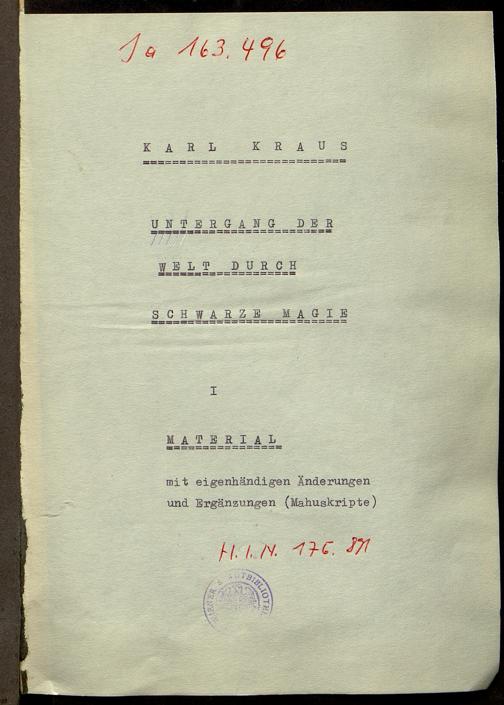 Ja 163.496
KARL KRAUS
UNTERGANG DER
WELT DURCH
SCHWARZE MAGIE
I
MATERIAL
mit eigenhändigen Änderungen
und Ergänzungen (Mahuskripte)
H.I.N. 176.891